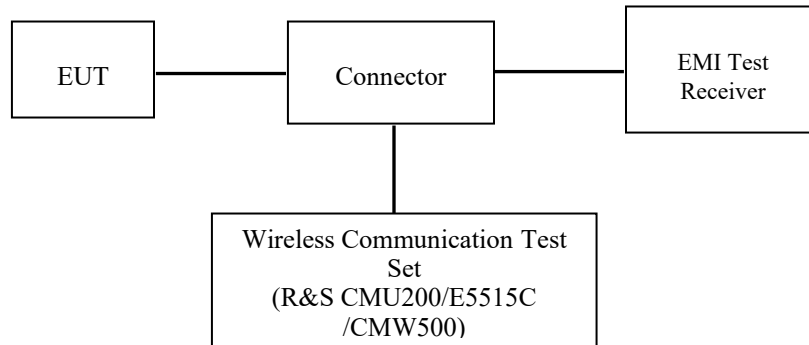 EUT
Connector
EMI Test
Receiver
Wireless Communication Test
Set
(R&S CMU200/E5515C
/CMW500)